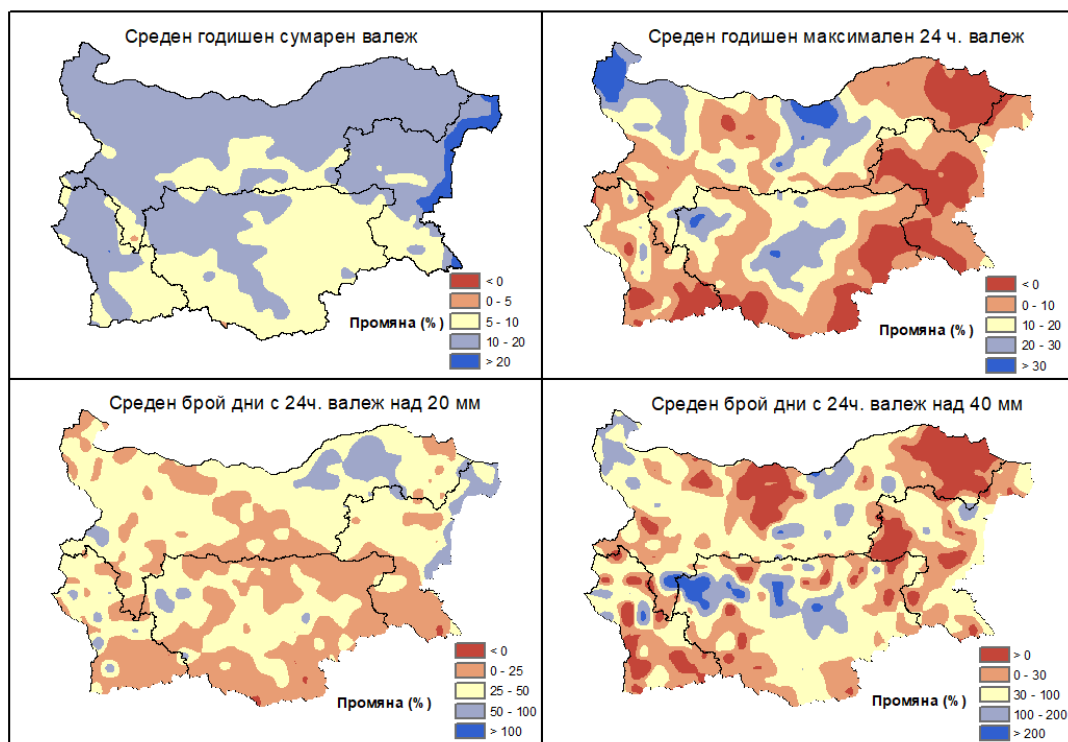 Среден годишен сумарен валеж
< 0
0 - 5
5 - 10
10 - 20
> 20
Промяна (%)
Среден годишен максимален 24 ч. валеж
< 0
0 - 10
10 - 20
20 - 30
> 30
Промяна (%)
Среден брой дни с 24ч. валеж над 20 мм
< 0
0 - 25
25 - 50
50 - 100
> 100
Промяна (%)
Среден брой дни с 24ч. валеж над 40 мм
> 0
0 - 30
30 - 100
100 - 200
> 200
Промяна (%)